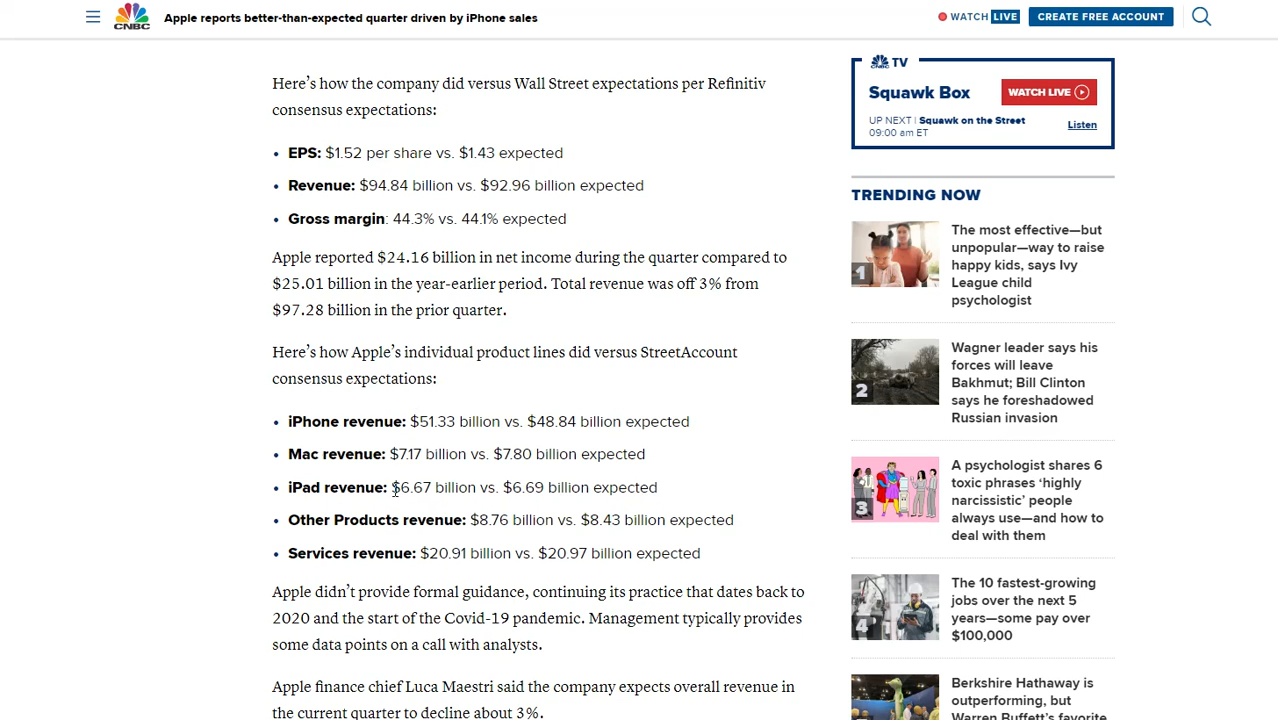 CNBC
Apple reports better-than-expected quarter driven by iPhone sales
WATCH LIVE
CREATE FREE ACCOUNT
Here’s how the company did versus Wall Street expectations per Refinitiv
consensus expectations:
• EPS: $1.52 per share vs. $1.43 expected
• Revenue: $94.84 billion vs. $92.96 billion expected
• Gross margin: 44.3% vs. 44.1% expected
Apple reported $24.16 billion in net income during the quarter compared to
$25.01 billion in the year-earlier period. Total revenue was off 3% from
$97.28 billion in the prior quarter.
Here’s how Apple’s individual product lines did versus StreetAccount
consensus expectations:
• iPhone revenue: $51.33 billion vs. $48.84 billion expected
• Mac revenue: $7.17 billion vs. $7.80 billion expected
• iPad revenue: $6.67 billion vs. $6.69 billion expected
• Other Products revenue: $8.76 billion vs. $8.43 billion expected
• Services revenue: $20.91 billion vs. $20.97 billion expected
Apple didn’t provide formal guidance, continuing its practice that dates back to
2020 and the start of the Covid-19 pandemic. Management typically provides
some data points on a call with analysts.
Apple finance chief Luca Maestri said the company expects overall revenue in
the current quarter to decline about 3%.
CNBC TV
Squawk Box
WATCH LIVE
UP NEXT | Squawk on the Street
09:00 am ET
Listen
TRENDING NOW
1
The most effective—but
unpopular—way to raise
happy kids, says Ivy
League child
psychologist
2
Wagner leader says his
forces will leave
Bakhmut; Bill Clinton
says he foreshadowed
Russian invasion
3
A psychologist shares 6
toxic phrases ‘highly
narcissistic’ people
always use—and how to
deal with them
4
The 10 fastest-growing
jobs over the next 5
years—some pay over
$100,000
Berkshire Hathaway is
outperforming, but
Warren Buffett’s favorite